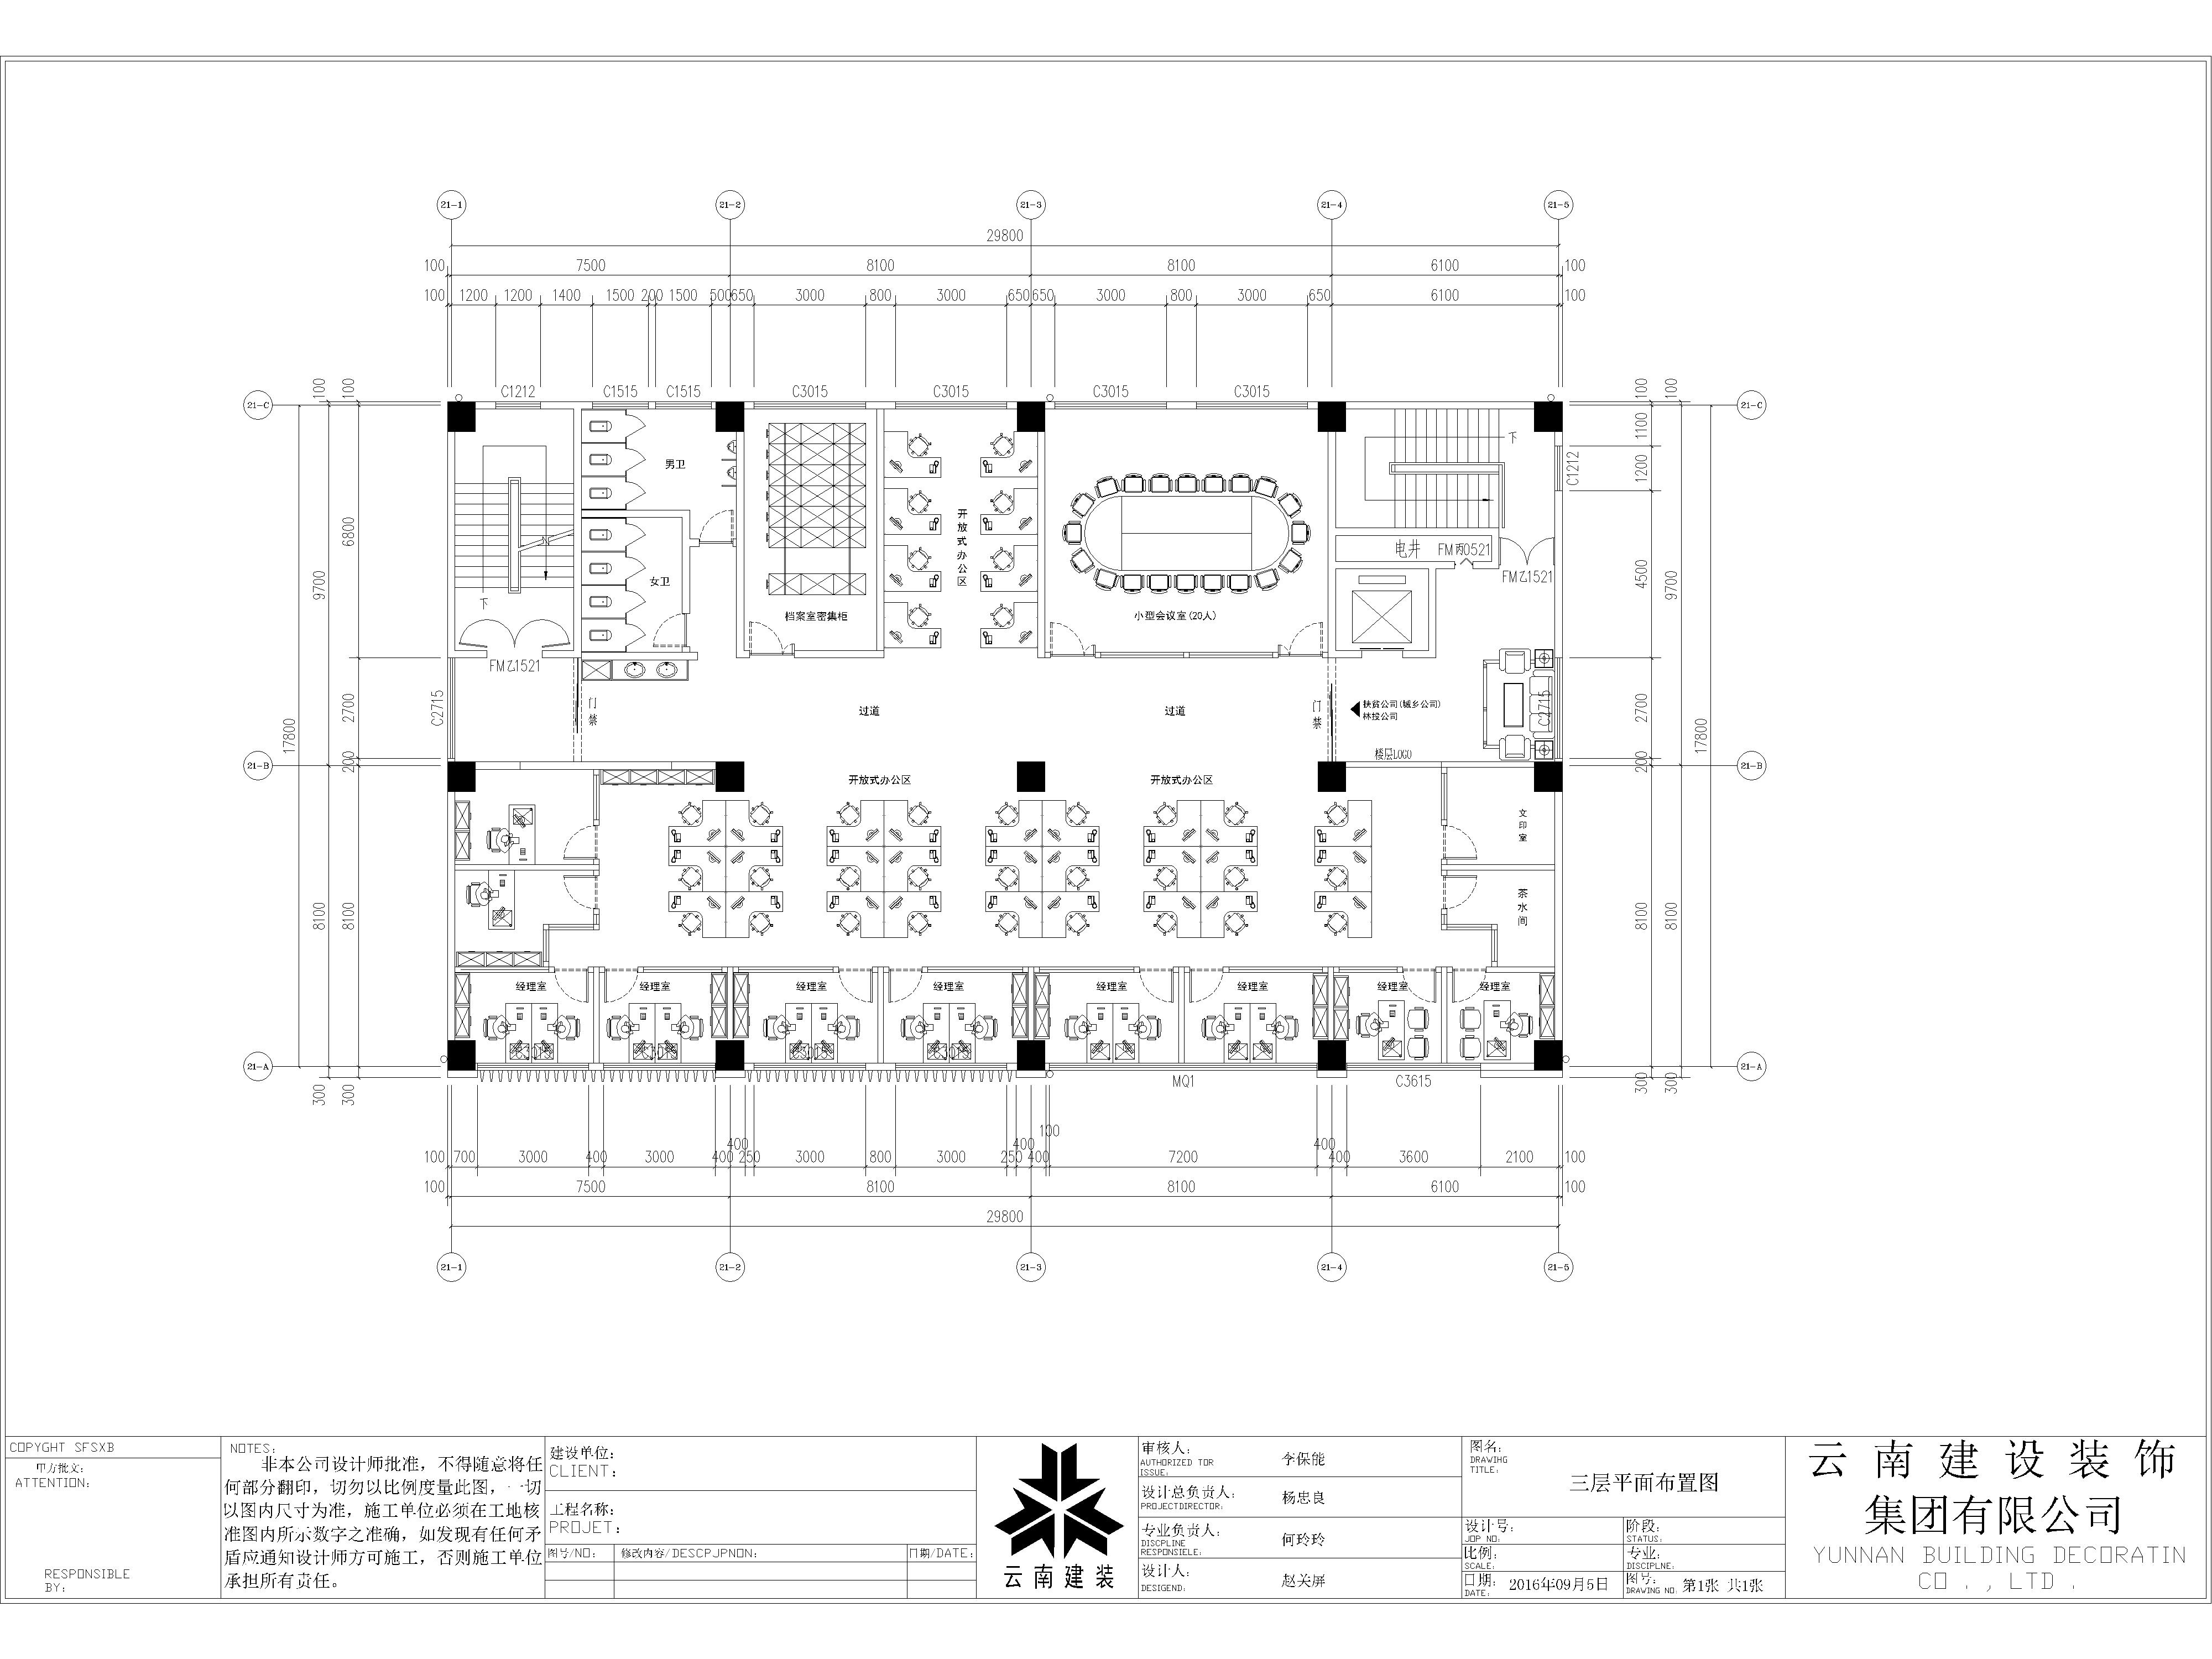 21-1
21-2
21-3
21-4
21-5
29800
100
7500
8100
8100
6100
100
100
1200
1200
1400
1500
200
1500
500
650
3000
800
3000
650
650
3000
800
3000
650
6100
100
C1212
C1515
C1515
C3015
C3015
C3015
C3015
21-C
21-C
100
100
100
100
1100
1200
C1212
6800
9700
4500
9700
2700
17800
200
2700
17800
200
8100
8100
8100
8100
300
300
300
300
21-B
21-B
21-A
21-A
男卫
女卫
下
下
FM乙1521
C2715
档案室密集柜
开放式办公区
小型会议室(20人)
电井
FM丙0521
FM乙1521
C2715
门禁
过道
过道
门禁
扶贫公司(城乡公司)
林投公司
楼层LOGO
开放式办公区
开放式办公区
文印室
茶水间
经理室
经理室
经理室
经理室
经理室
经理室
经理室
经理室
MQ1
C3615
100
700
3000
400
3000
400
400
250
3000
800
3000
250
400
400
100
7200
400
400
3600
2100
100
100
7500
8100
8100
6100
100
29800
21-1
21-2
21-3
21-4
21-5
COPYGHT SFSXB
甲方批文:
ATTENTION:
RESPONSIBLE
BY:
NOTES:
非本公司设计师批准，不得随意将任
何部分翻印，切勿以比例度量此图，一切
以图内尺寸为准，施工单位必须在工地核
准图内所示数字之准确，如发现有任何矛
盾应通知设计师方可施工，否则施工单位
承担所有责任。
建设单位:
CLIENT:
工程名称:
PROJET:
图号/NO:
修改内容/DESCPJPNON:
日期/DATE:
云南建装
审核人:
AUTHORIZED TOR
ISSUE:
李保能
设计总负责人:
PROJECTDIRECTOR:
杨忠良
专业负责人:
DISCPLINE
RESPONSIELE:
何玲玲
设计人:
DESIGEND:
赵关屏
图名:
DRAWIHG
TITLE:
三层平面布置图
设计号:
JOP NO:
阶段:
STATUS:
比例:
SCALE:
专业:
DISCIPLNE:
日期:
DATE:
2016年09月5日
图号:
DRAWING NO.
第1张 共1张
云南建设装饰
集团有限公司
YUNNAN BUILDING DECORATIN
CO . , LTD .